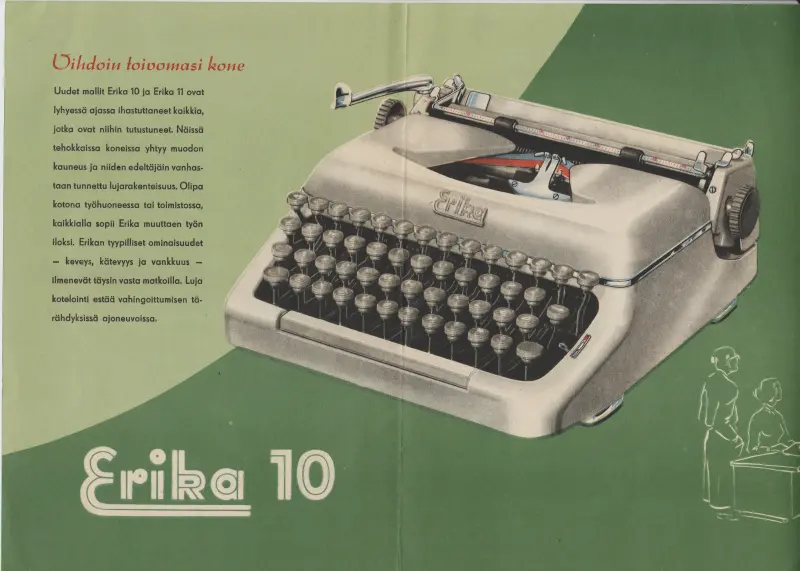 Vihdoin toivomasi kone
Uudet mallit Erika 10 ja Erika 11 ovat
lyhyessä ajassa ihastuttaneet kaikkia,
jotka ovat niihin tutustuneet. Näissä
tehokkaissa koneissa yhtyy muodon
kauneus ja niiden edeltäjäin vanhas-
taan tunnettu lujarakenteisuus. Olipa
kotona työhuoneessa tai toimistossa,
kaikkialla sopii Erika muuttaen työn
iloksi. Erikan tyypilliset ominaisuudet
— keveys, kätevyys ja vankkuus —
ilmenevät täysin vasta matkoilla. Luja
kotelointi estää vahingoittumisen tä-
rähdyksissä ajoneuvoissa.
Erika
Erika 10